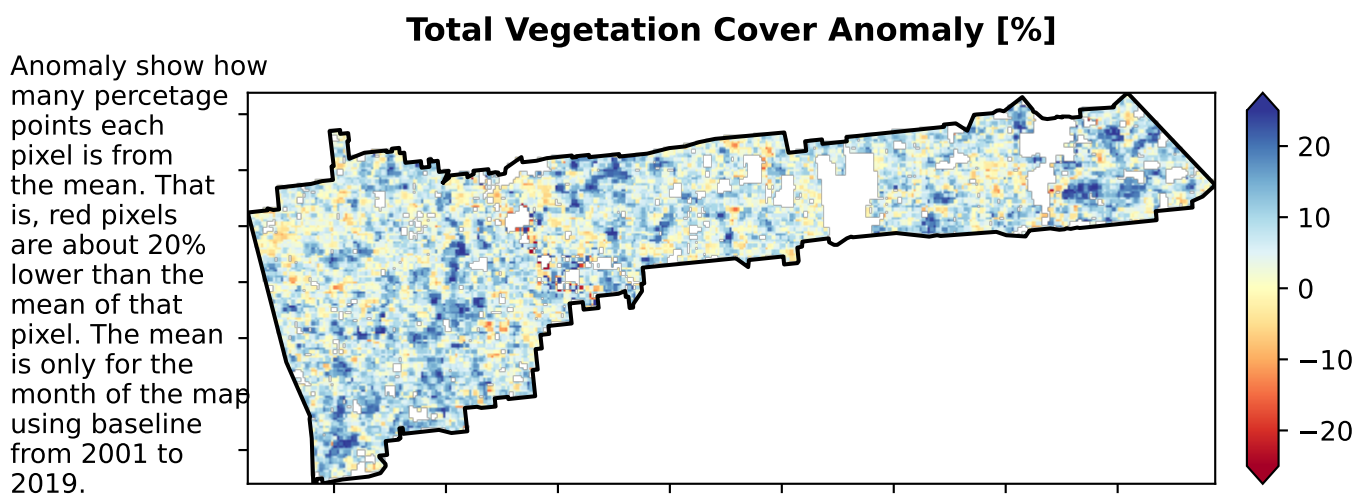 Total Vegetation Cover Anomaly [%]
Anomaly show how
many percetage
points each
pixel is from
the mean. That
is, red pixels
are about 20%
lower than the
mean of that
pixel. The mean
is only for the
month of the map
using baseline
from 2001 to
2019.
20
10
0
−10
−20